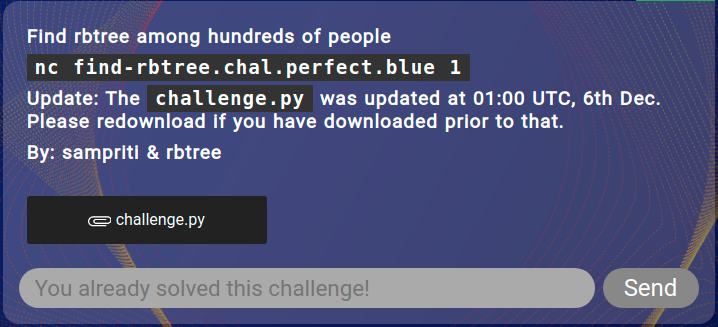 Find rbtree among hundreds of people
nc find-rbtree.chal.perfect.blue 1
Update: The challenge.py was updated at 01:00 UTC, 6th Dec.
Please redownload if you have downloaded prior to that.
By: sampriti & rbtree
challenge.py
You already solved this challenge!
Send